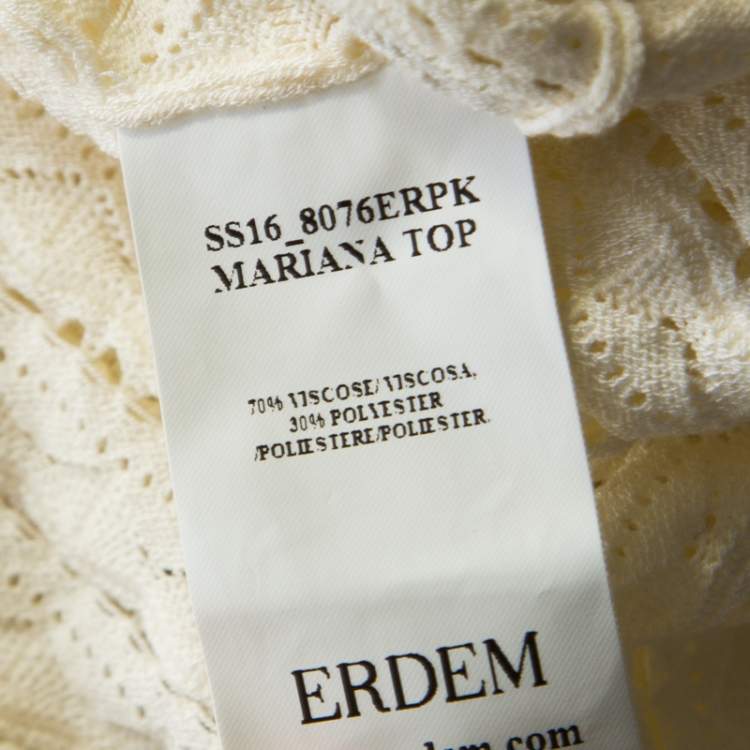 SS16_8076ERPK
MARIANA TOP
70% VISCOSE/VISCOSA,
30% POLYESTER
/POLIESTERE/POLIESTER.
ERDEM